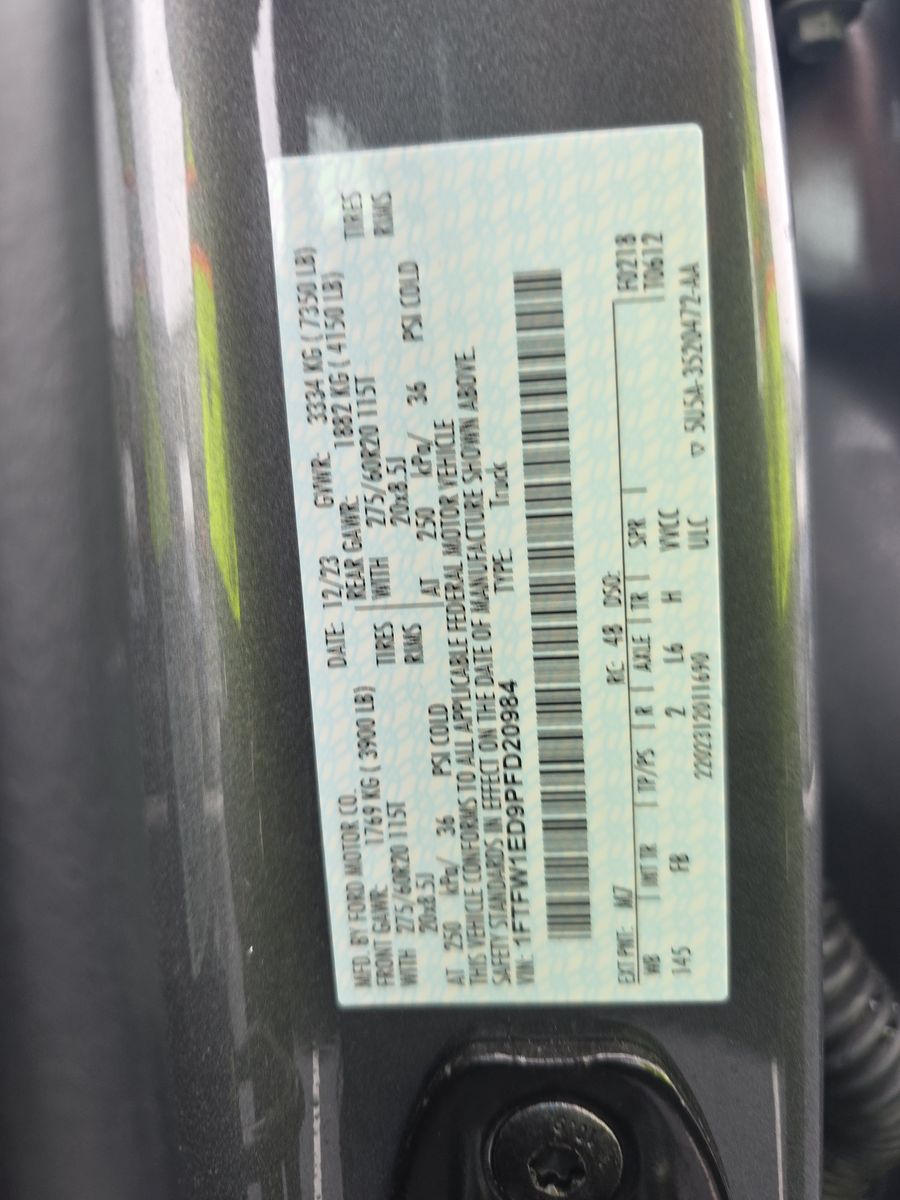 MFD. BY FORD MOTOR CO. DATE: 12/23 GVWR: 3334 KG ( 7350 LB)
FRONT GAWR: 1769 KG ( 3900 LB) REAR GAWR: 1882 KG ( 4150 LB)
WITH 275/60R20 115T TIRES WITH 275/60R20 115T TIRES
20x8.5J RIMS 20x8.5J RIMS
AT 250 kPa/ 36 PSI COLD AT 250 kPa/ 36 PSI COLD
THIS VEHICLE CONFORMS TO ALL APPLICABLE FEDERAL MOTOR VEHICLE
SAFETY STANDARDS IN EFFECT ON THE DATE OF MANUFACTURE SHOWN ABOVE.
VIN: 1FTFW1ED9PFD20984 TYPE: Truck
EXT PNT: M7 RC: 48 DSO: F0218
WB INT TR TP/PS R AXLE TR SPR T0612
145 FB 2 L6 H VVCC
2202312011690 ULC
▽ 5U5A-3520472-AA